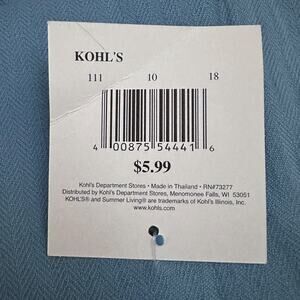 KOHL'S
111 10 18
4 00875 54441 6
$5.99
Kohl's Department Stores • Made in Thailand • RN#73277
Distributed by Kohl's Department Stores, Menomonee Falls, WI 53051
KOHL'S® and Summer Living® are trademarks of Kohl's Illinois, Inc.
www.kohls.com